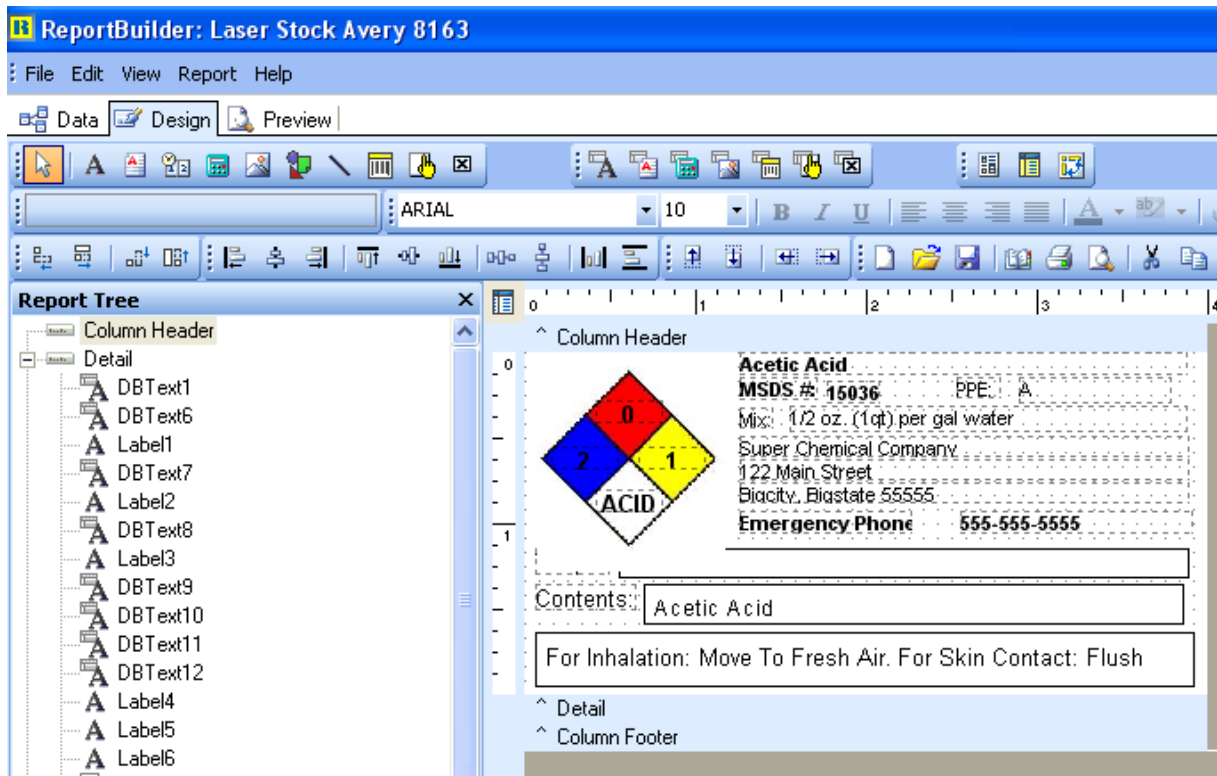 ReportBuilder: Laser Stock Avery 8163
File Edit View Report Help
Data Design Preview
ARIAL 10 B I U A ab
Report Tree
Column Header
Detail
DBText1
DBText6
Label1
DBText7
Label2
DBText8
Label3
DBText9
DBText10
DBText11
DBText12
Label4
Label5
Label6
0 1 2 3 4
^ Column Header
0
1
0
2 1
ACID
Acetic Acid
MSDS #: 15036 PPE: A
Mix: 1/2 oz. (1qt) per gal water
Super Chemical Company
122 Main Street
Bigcity, Bigstate 55555
Emergency Phone 555-555-5555
Contents: Acetic Acid
For Inhalation: Move To Fresh Air. For Skin Contact: Flush
^ Detail
^ Column Footer